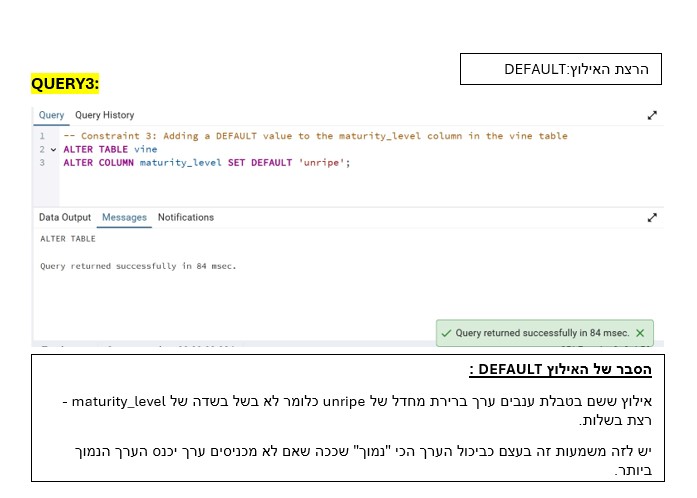 הרצת האילוץ:DEFAULT
QUERY3:
Query Query History
1 -- Constraint 3: Adding a DEFAULT value to the maturity_level column in the vine table
2 ALTER TABLE vine
3 ALTER COLUMN maturity_level SET DEFAULT 'unripe';
Data Output Messages Notifications
ALTER TABLE
Query returned successfully in 84 msec.
Query returned successfully in 84 msec.
הסבר של האילוץ DEFAULT :
אילוץ ששם בטבלת ענבים ערך ברירת מחדל של unripe כלומר לא בשל בשדה של maturity_level -
רצת בשלות.
יש לזה משמעות זה בעצם כביכול הערך הכי "נמוך" שככה שאם לא מכניסים ערך יכנס הערך הנמוך
ביותר.